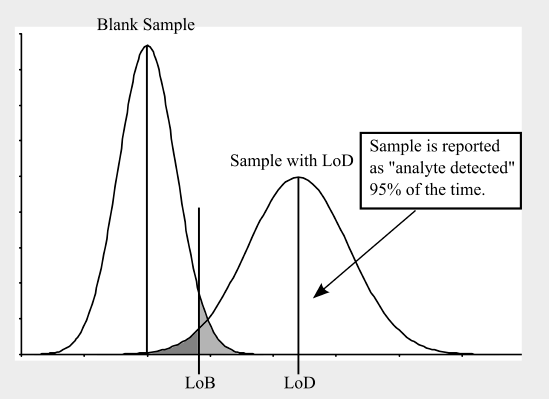 Blank Sample
Sample with LoD
Sample is reported
as "analyte detected"
95% of the time.
LoB
LoD